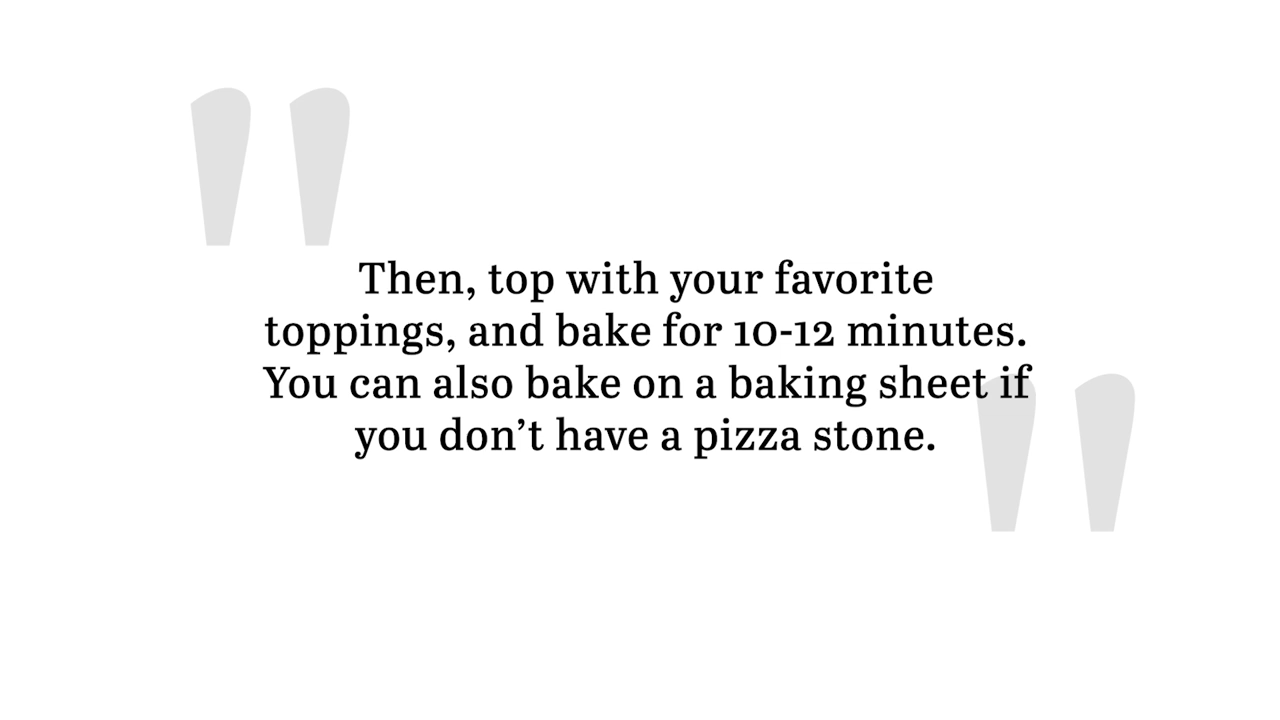 Then, top with your favorite
toppings, and bake for 10-12 minutes.
You can also bake on a baking sheet if
you don’t have a pizza stone.